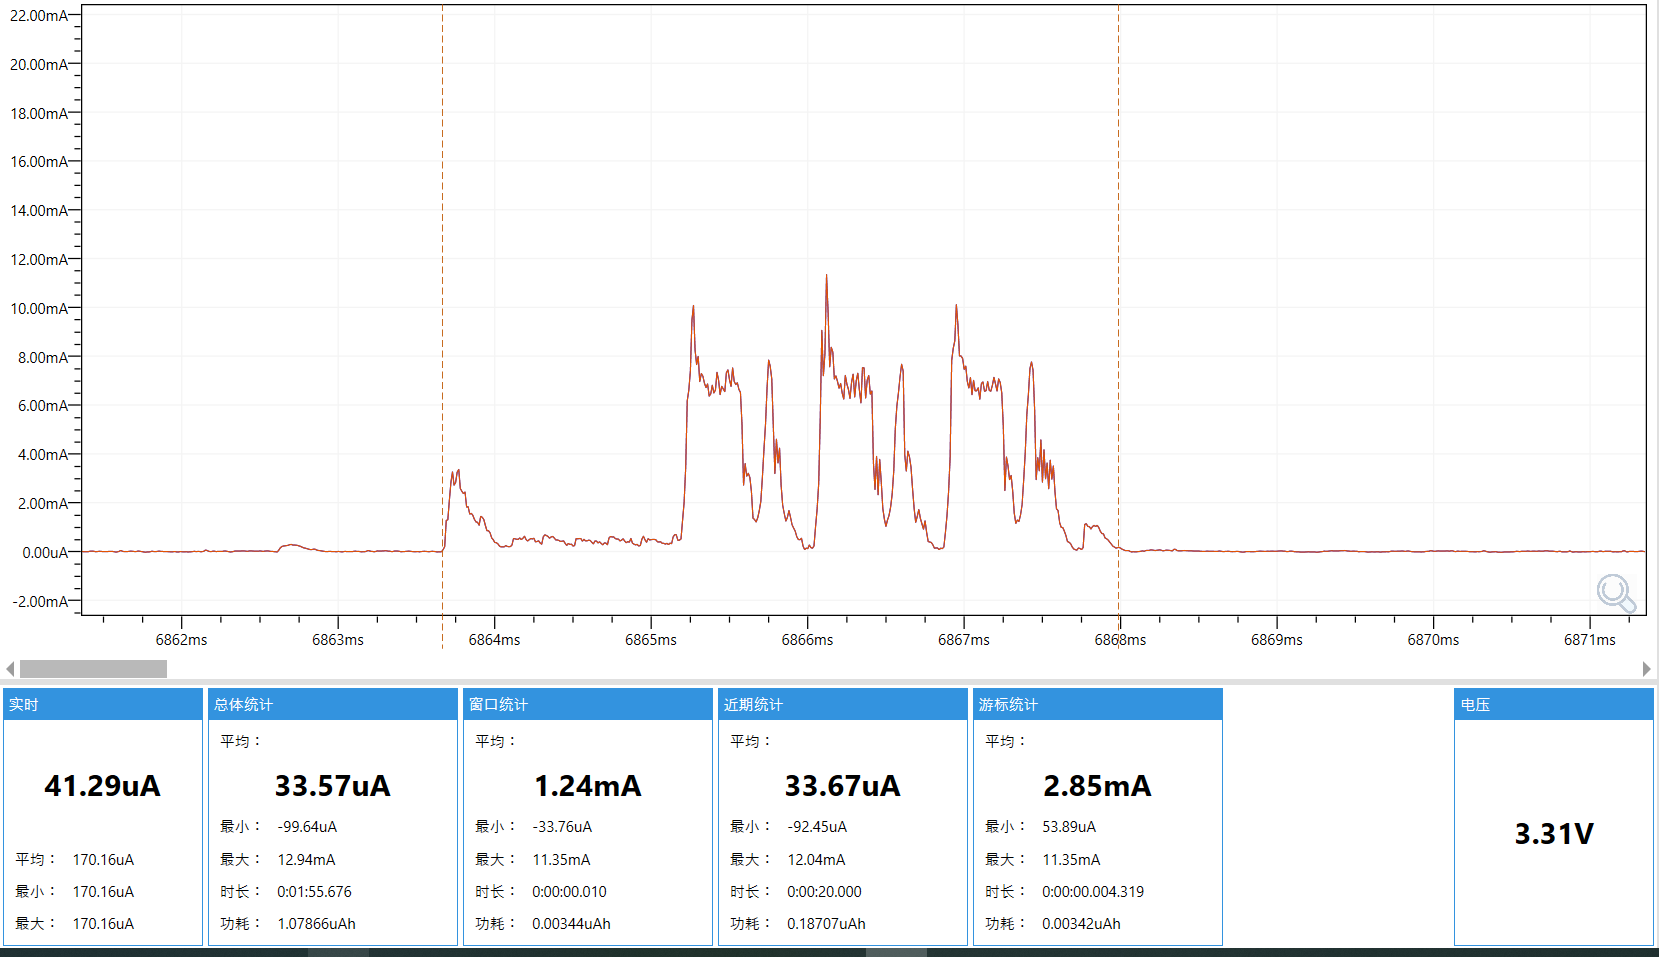 22.00mA
20.00mA
18.00mA
16.00mA
14.00mA
12.00mA
10.00mA
8.00mA
6.00mA
4.00mA
2.00mA
0.00uA
-2.00mA
6862ms 6863ms 6864ms 6865ms 6866ms 6867ms 6868ms 6869ms 6870ms 6871ms
实时
41.29uA
平均： 170.16uA
最小： 170.16uA
最大： 170.16uA
总体统计
平均：
33.57uA
最小： -99.64uA
最大： 12.94mA
时长： 0:01:55.676
功耗： 1.07866uAh
窗口统计
平均：
1.24mA
最小： -33.76uA
最大： 11.35mA
时长： 0:00:00.010
功耗： 0.00344uAh
近期统计
平均：
33.67uA
最小： -92.45uA
最大： 12.04mA
时长： 0:00:20.000
功耗： 0.18707uAh
游标统计
平均：
2.85mA
最小： 53.89uA
最大： 11.35mA
时长： 0:00:00.004.319
功耗： 0.00342uAh
电压
3.31V